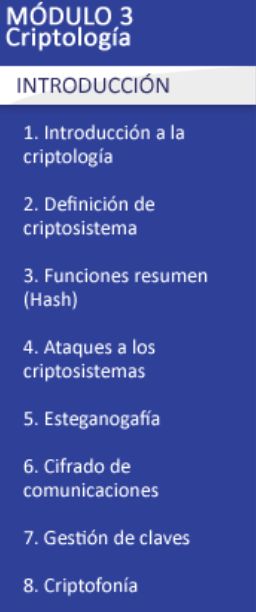 MÓDULO 3
Criptología
INTRODUCCIÓN
1. Introducción a la
criptología
2. Definición de
criptosistema
3. Funciones resumen
(Hash)
4. Ataques a los
criptosistemas
5. Esteganogafía
6. Cifrado de
comunicaciones
7. Gestión de claves
8. Criptofonía